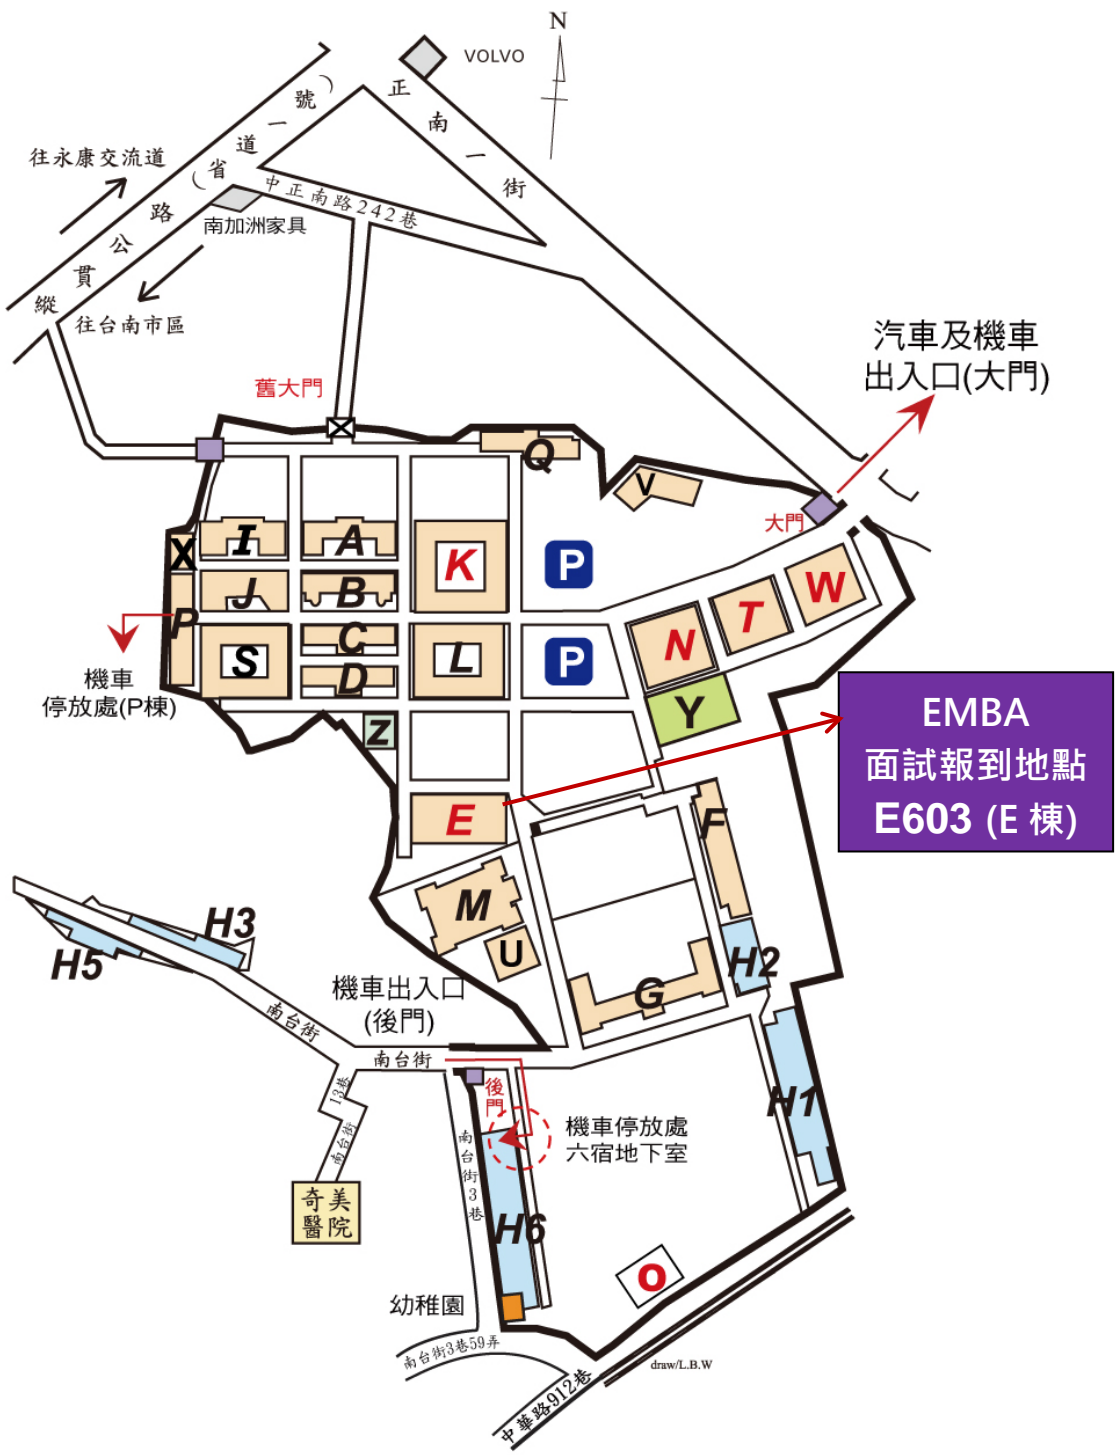 N
VOLVO
正南一街
縱貫公路(省道一號)
往永康交流道
中正南路242巷
南加洲家具
往台南市區
汽車及機車
出入口(大門)
舊大門
大門
Q
V
X
I
A
K
P
J
B
W
T
P
S
C
D
L
P
N
Y
機車
停放處(P棟)
Z
EMBA
面試報到地點
E603 (E 棟)
E
F
M
U
H3
H5
H2
G
機車出入口
(後門)
南台街
南台街
後門
13巷
南台街
南台街3巷
機車停放處
六宿地下室
H1
奇美
醫院
H6
O
幼稚園
南台街3巷59弄
中華路912巷
draw/L.B.W